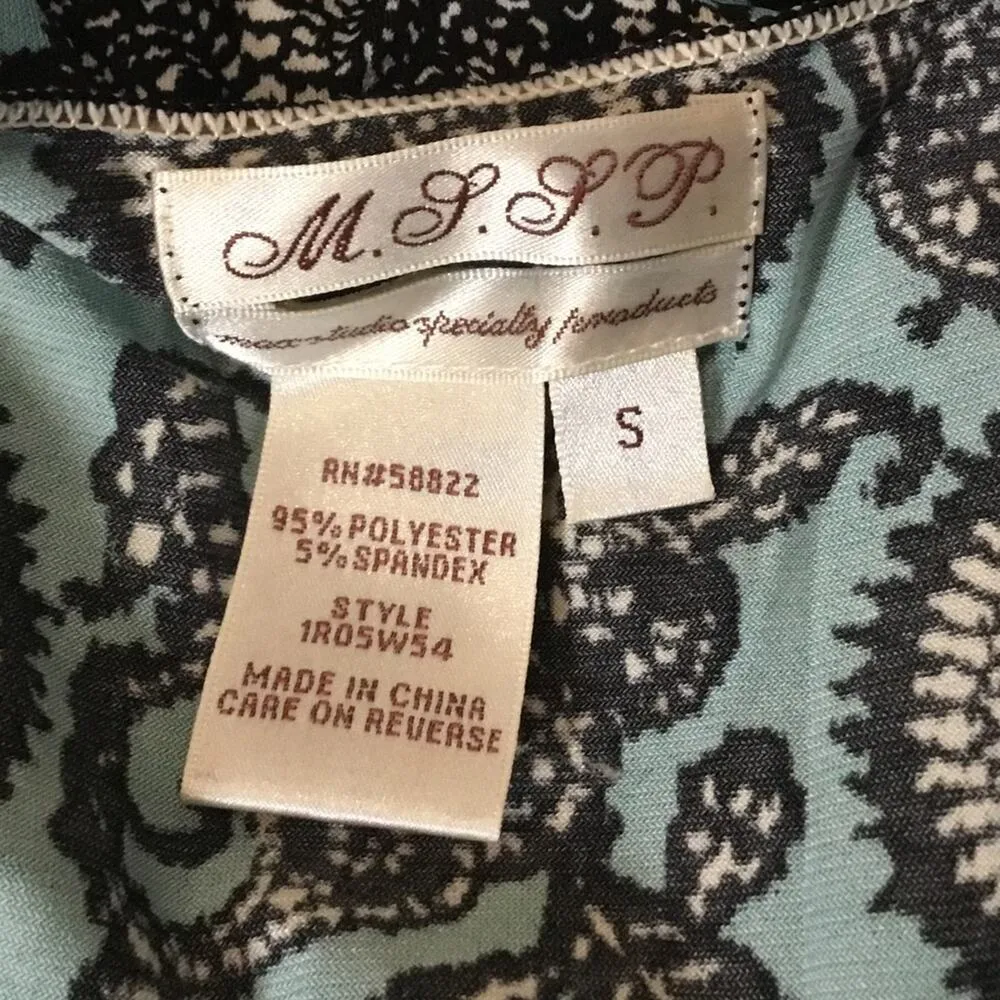 M.S.S.P.
max studio specialty products
S
RN#58822
95% POLYESTER
5% SPANDEX
STYLE
1R05W54
MADE IN CHINA
CARE ON REVERSE